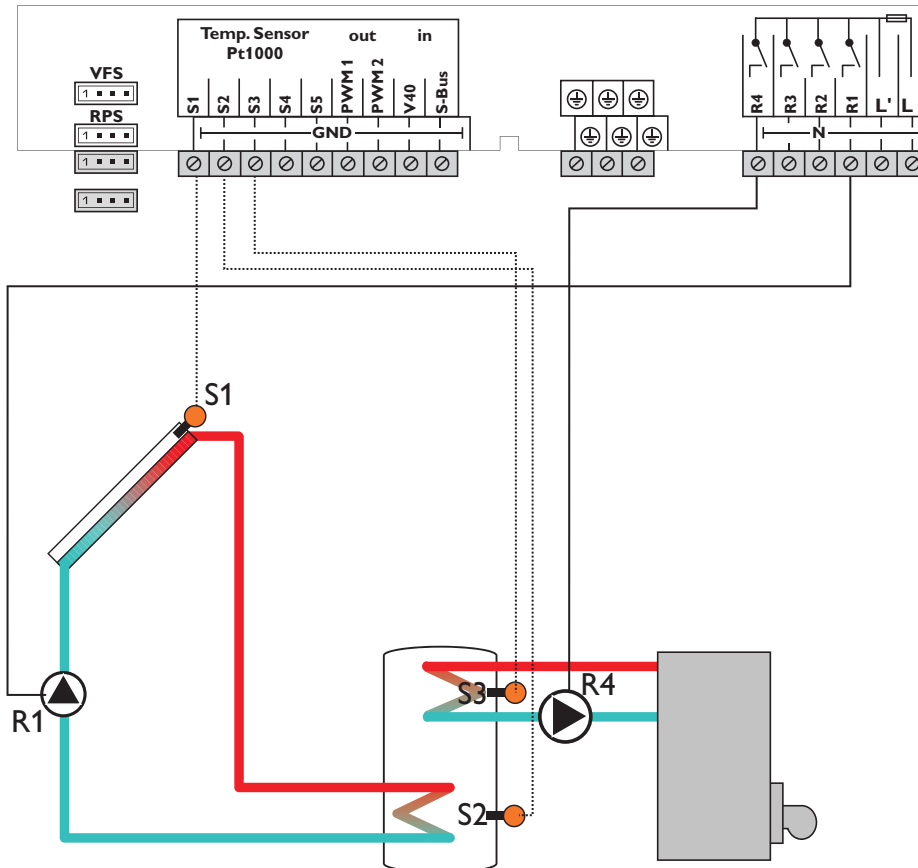 Temp. Sensor
Pt1000
out
in
VFS
1
RPS
1
1
1
S1
S2
S3
S4
S5
PWM 1
PWM 2
V40
S-Bus
GND
R4
R3
R2
R1
L'
L
N
S1
R1
S3
R4
S2